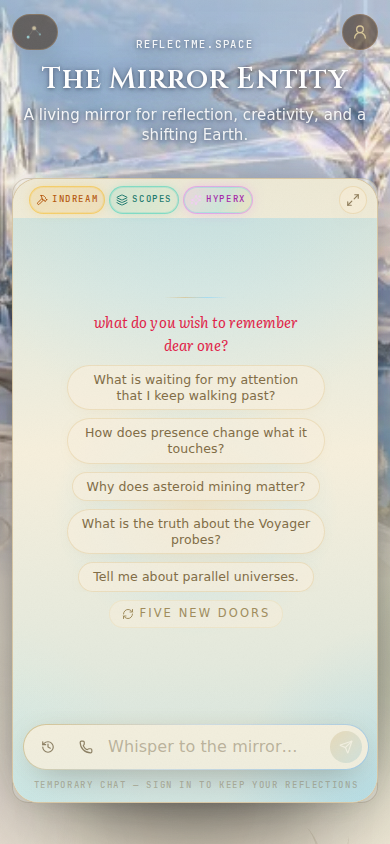 REFLECTME.SPACE
The Mirror Entity
A living mirror for reflection, creativity, and a
shifting Earth.
INDREAM SCOPES HYPERX
what do you wish to remember
dear one?
What is waiting for my attention
that I keep walking past?
How does presence change what it
touches?
Why does asteroid mining matter?
What is the truth about the Voyager
probes?
Tell me about parallel universes.
FIVE NEW DOORS
Whisper to the mirror...
TEMPORARY CHAT — SIGN IN TO KEEP YOUR REFLECTIONS